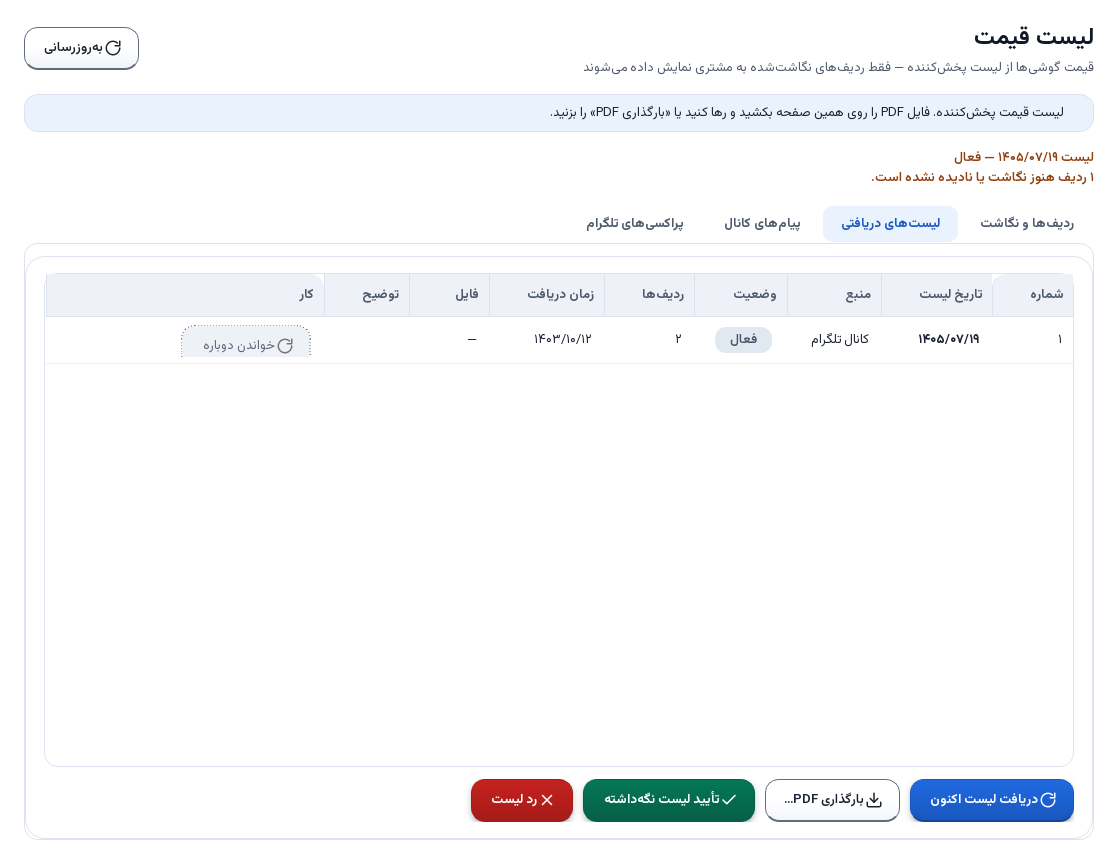 لیست قیمت
قیمت گوشی‌ها از لیست پخش‌کننده — فقط ردیف‌های نگاشت‌شده به مشتری نمایش داده می‌شوند
به‌روزرسانی
لیست قیمت پخش‌کننده. فایل PDF را روی همین صفحه بکشید و رها کنید یا «بارگذاری PDF» را بزنید.
لیست ۱۴۰۵/۰۷/۱۹ — فعال
۱ ردیف هنوز نگاشت یا نادیده نشده است.
ردیف‌ها و نگاشت	لیست‌های دریافتی	پیام‌های کانال	پراکسی‌های تلگرام
شماره	تاریخ لیست	منبع	وضعیت	ردیف‌ها	زمان دریافت	فایل	توضیح	کار
۱	۱۴۰۵/۰۷/۱۹	کانال تلگرام	فعال	۲	۱۴۰۳/۱۰/۱۲	—	خواندن دوباره
دریافت لیست اکنون	بارگذاری PDF...	تأیید لیست نگه‌داشته	رد لیست